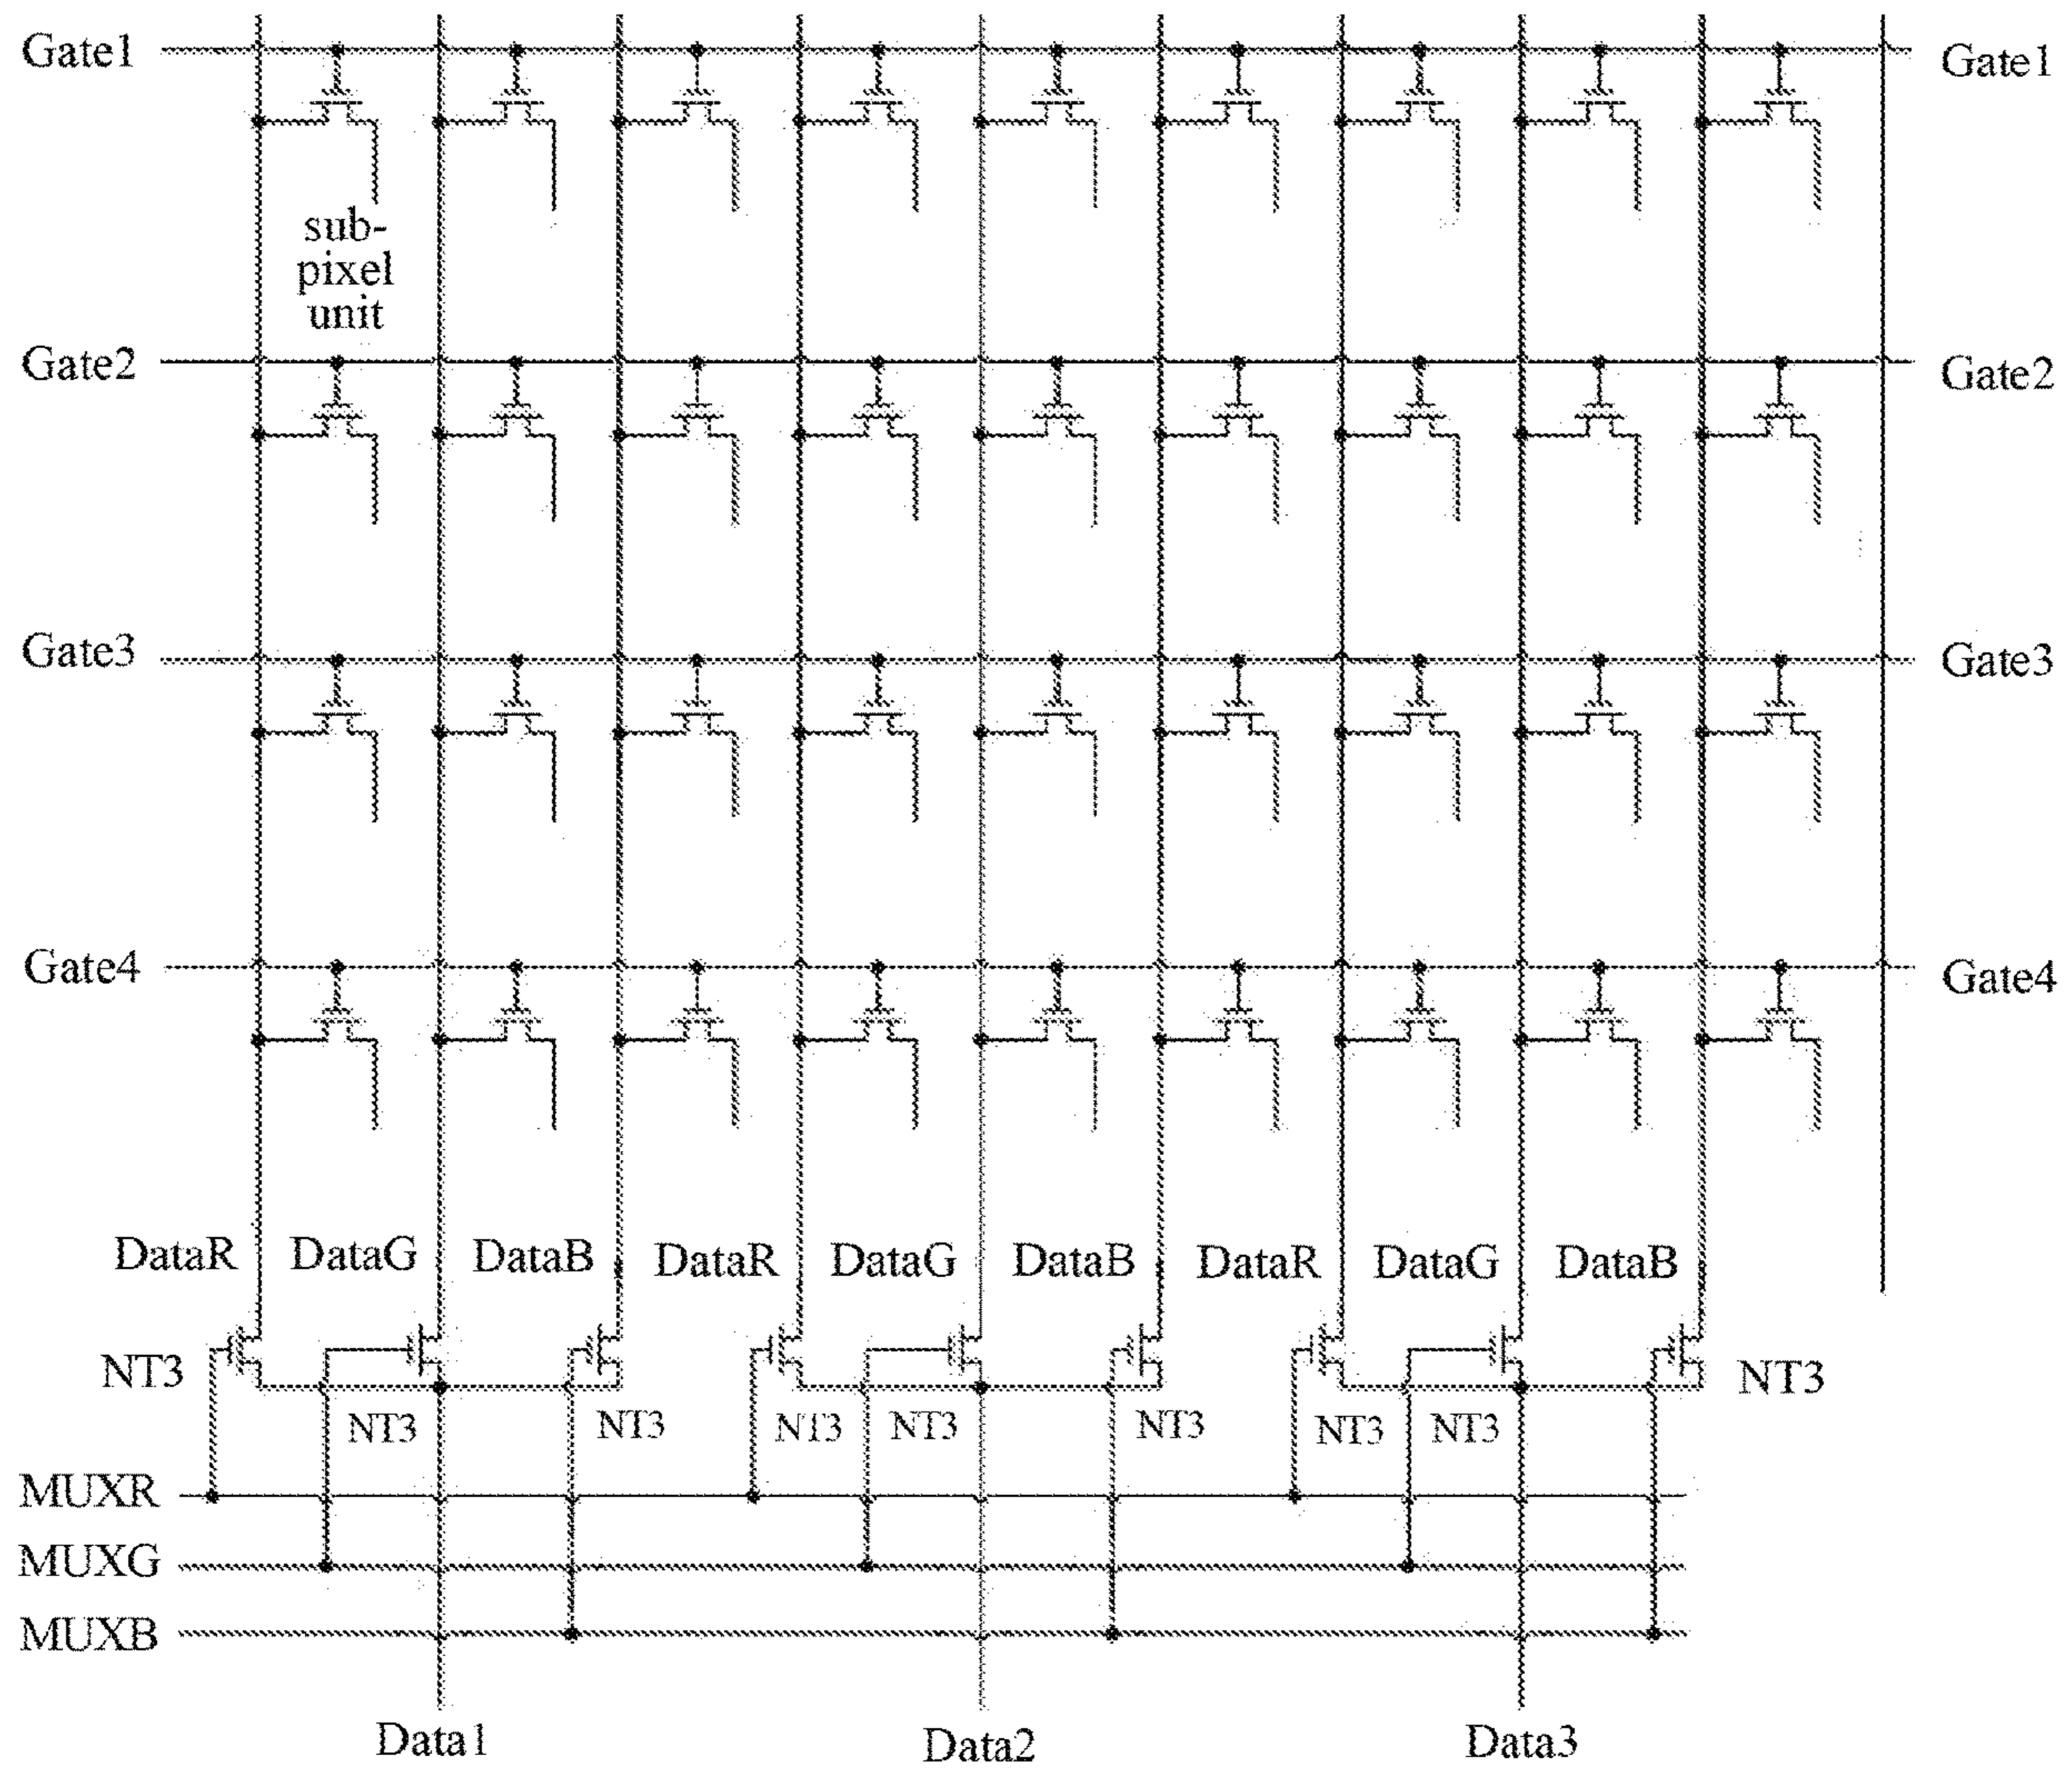 Gate1
Gate1
sub-
pixel
unit
Gate2
Gate2
Gate3
Gate3
Gate4
Gate4
DataR
DataG
DataB
DataR
DataG
DataB
DataR
DataG
DataB
NT3
NT3
NT3
NT3
NT3
NT3
NT3
NT3
NT3
MUXR
MUXG
MUXB
Data1
Data2
Data3